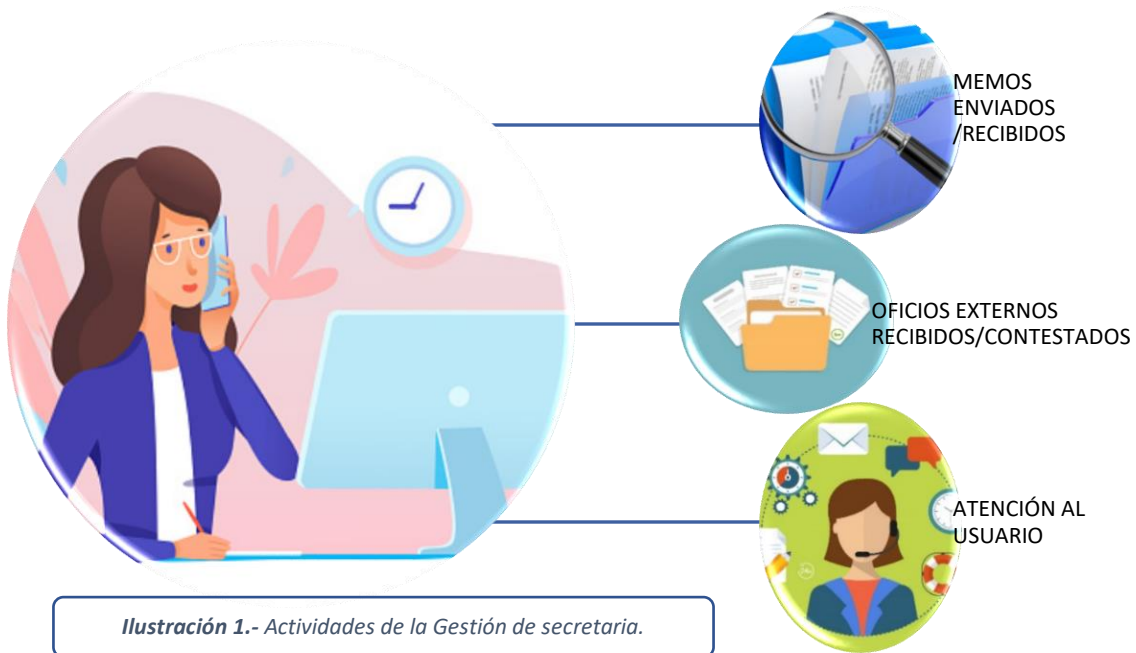 MEMOS
ENVIADOS
/RECIBIDOS
OFICIOS EXTERNOS
RECIBIDOS/CONTESTADOS
ATENCIÓN AL
USUARIO
Ilustración 1.- Actividades de la Gestión de secretaria.